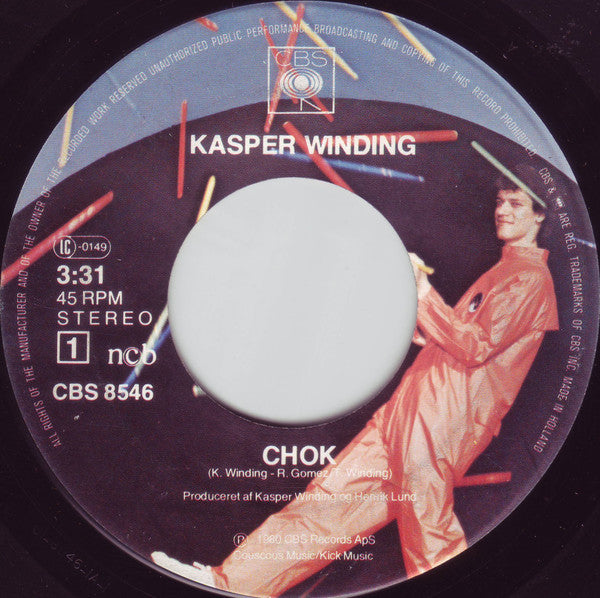 ALL RIGHTS OF THE MANUFACTURER AND OF THE OWNER OF THE RECORDED WORK RESERVED UNAUTHORIZED PUBLIC PERFORMANCE BROADCASTING AND COPYING OF THIS RECORD PROHIBITED
CBS & ARE REG. TRADEMARKS OF CBS INC. MADE IN HOLLAND
CBS
KASPER WINDING
IC -0149
3:31
45 RPM
STEREO
1 ncb
CBS 8546
CHOK
(K. Winding - R. Gomez/T. Winding)
Produceret af Kasper Winding og Henrik Lund
℗ 1980 CBS Records ApS
Couscous Music/Kick Music